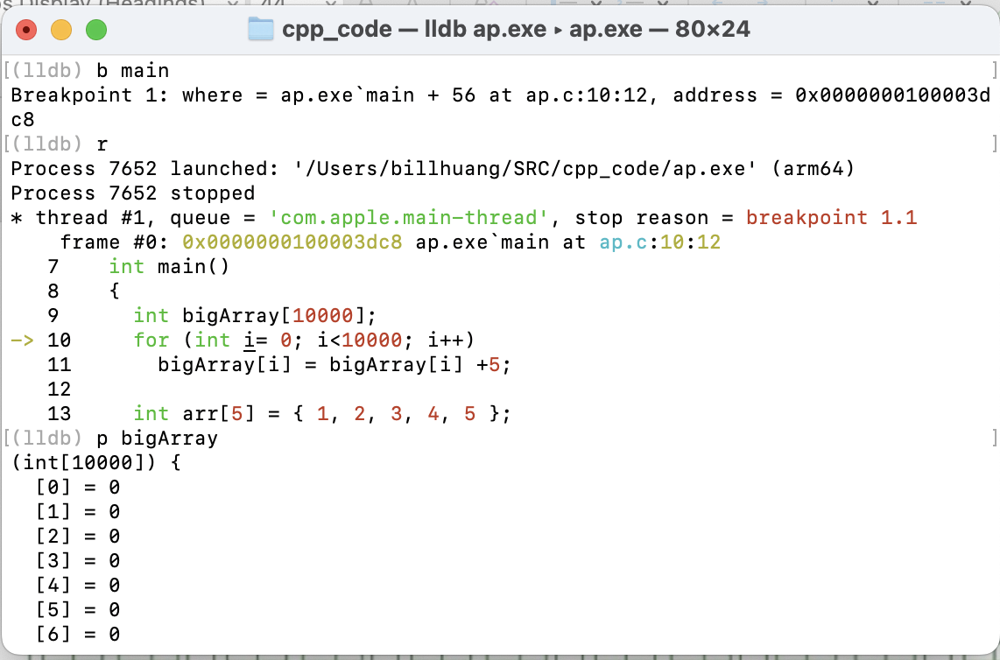 s Display (Headings) 44
cpp_code — lldb ap.exe ▸ ap.exe — 80×24
[(lldb) b main ]
Breakpoint 1: where = ap.exe`main + 56 at ap.c:10:12, address = 0x0000000100003d
c8
[(lldb) r ]
Process 7652 launched: '/Users/billhuang/SRC/cpp_code/ap.exe' (arm64)
Process 7652 stopped
* thread #1, queue = 'com.apple.main-thread', stop reason = breakpoint 1.1
    frame #0: 0x0000000100003dc8 ap.exe`main at ap.c:10:12
   7    int main()
   8    {
   9      int bigArray[10000];
-> 10     for (int i= 0; i<10000; i++)
   11       bigArray[i] = bigArray[i] +5;
   12
   13     int arr[5] = { 1, 2, 3, 4, 5 };
[(lldb) p bigArray ]
(int[10000]) {
  [0] = 0
  [1] = 0
  [2] = 0
  [3] = 0
  [4] = 0
  [5] = 0
  [6] = 0